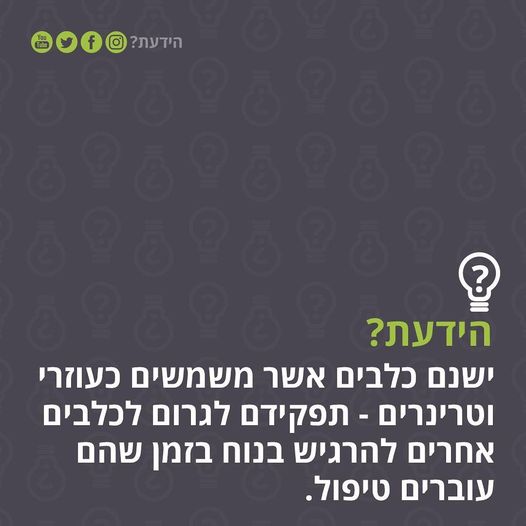 הידעת?
You Tube
?
הידעת?
ישנם כלבים אשר משמשים כעוזרי
וטרינרים - תפקידם לגרום לכלבים
אחרים להרגיש בנוח בזמן שהם
עוברים טיפול.